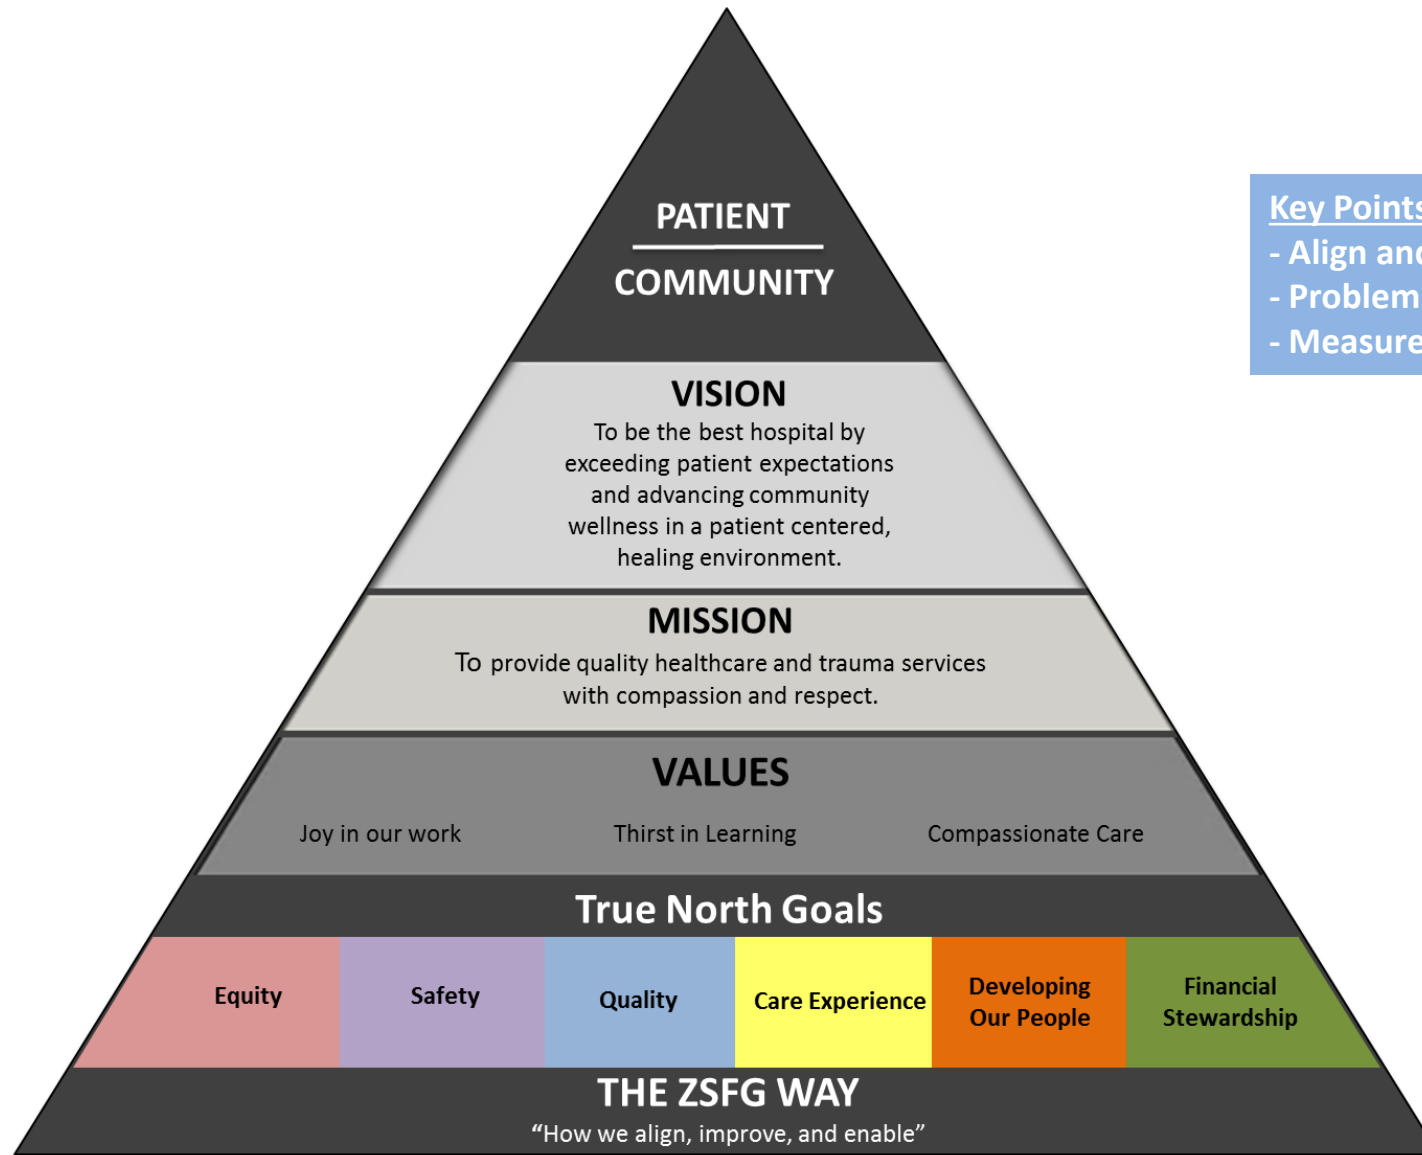 PATIENT
COMMUNITY
Key Points
- Align and
- Problem
- Measure
VISION
To be the best hospital by
exceeding patient expectations
and advancing community
wellness in a patient centered,
healing environment.
MISSION
To provide quality healthcare and trauma services
with compassion and respect.
VALUES
Joy in our work
Thirst in Learning
Compassionate Care
True North Goals
Equity
Safety
Quality
Care Experience
Developing
Our People
Financial
Stewardship
THE ZSFG WAY
“How we align, improve, and enable”